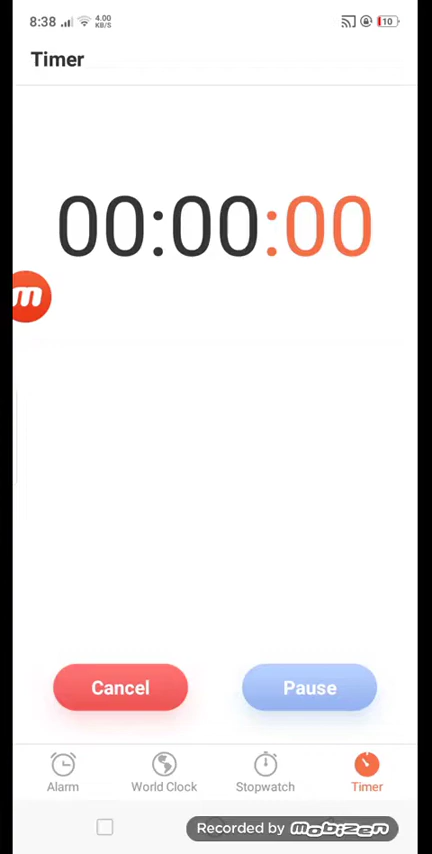 8:38 4.00 KB/S 10
Timer
00:00:00
m
Cancel Pause
Alarm World Clock Stopwatch Timer
Recorded by mobizen